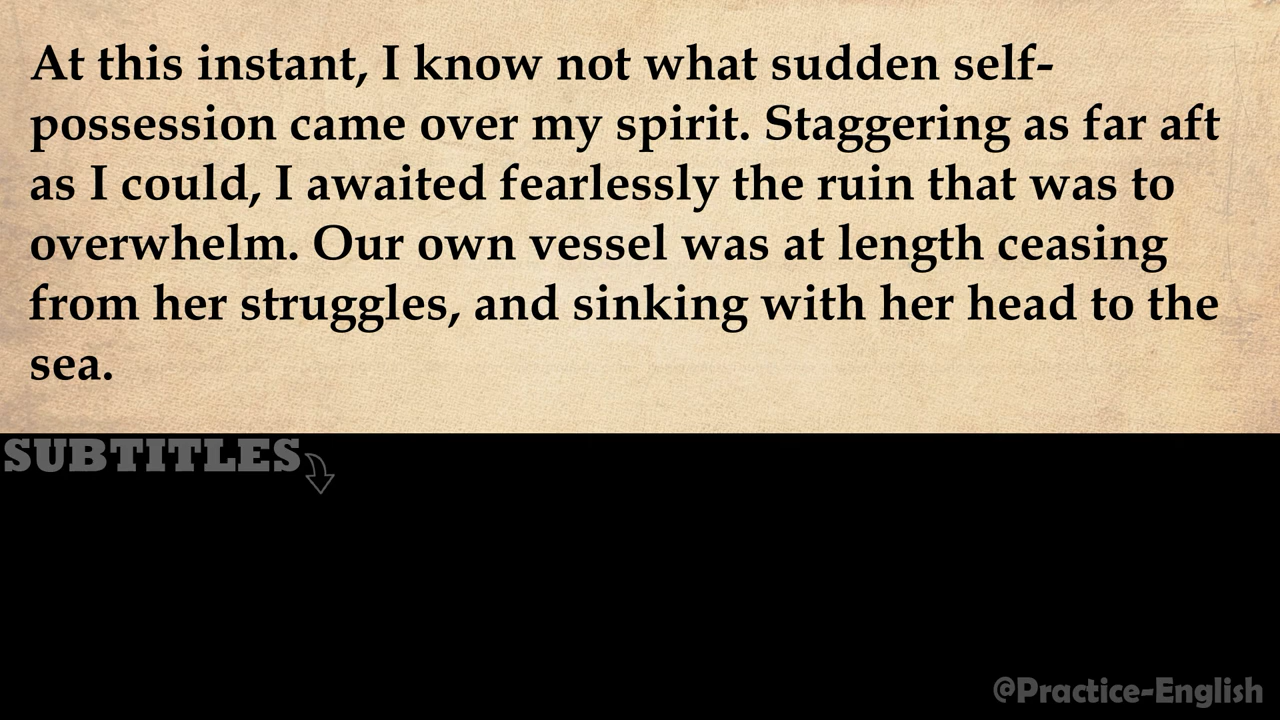 At this instant, I know not what sudden self-
possession came over my spirit. Staggering as far aft
as I could, I awaited fearlessly the ruin that was to
overwhelm. Our own vessel was at length ceasing
from her struggles, and sinking with her head to the
sea.
SUBTITLES
@Practice-English